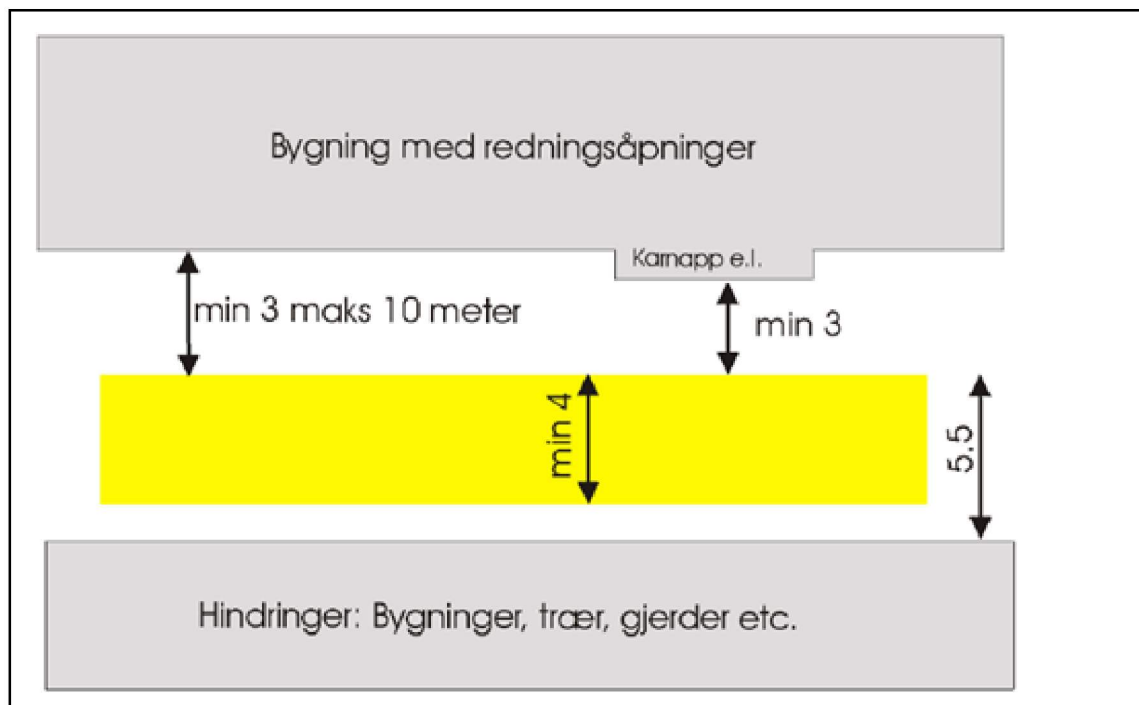 Bygning med redningsåpninger
Karnapp e.l.
min 3 maks 10 meter
min 3
min 4
5.5
Hindringer: Bygninger, trær, gjerder etc.